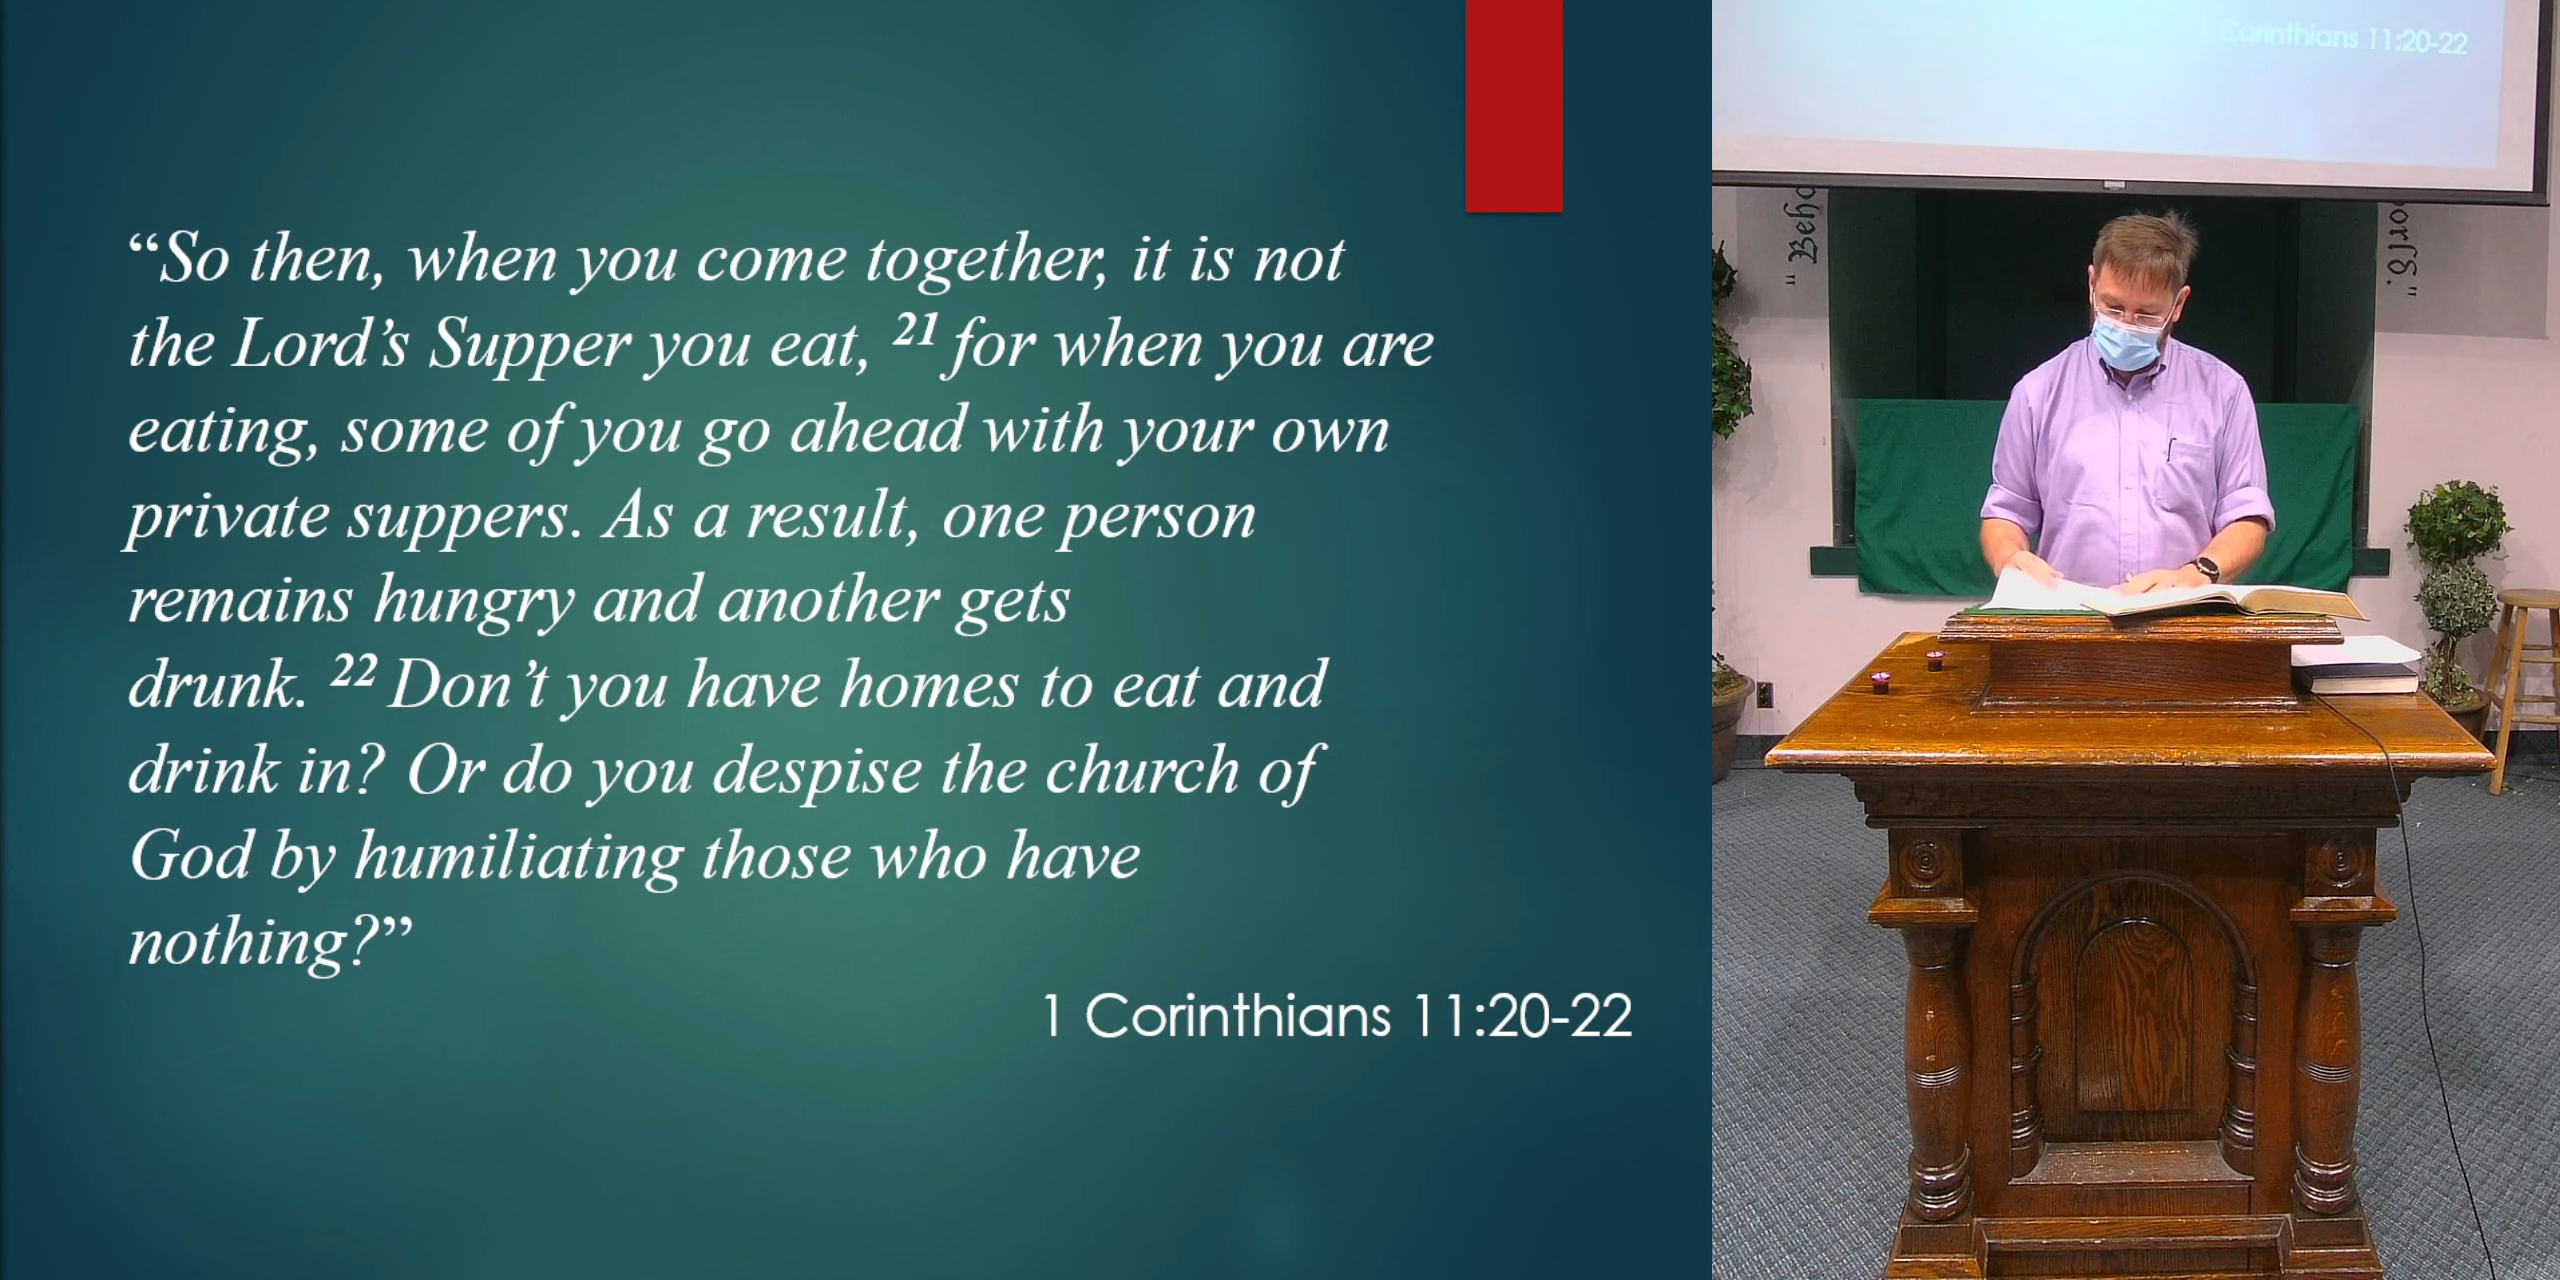 “So then, when you come together, it is not
the Lord’s Supper you eat, 21 for when you are
eating, some of you go ahead with your own
private suppers. As a result, one person
remains hungry and another gets
drunk. 22 Don’t you have homes to eat and
drink in? Or do you despise the church of
God by humiliating those who have
nothing?”
1 Corinthians 11:20-22
Corinthians 11:20-22
"Beho